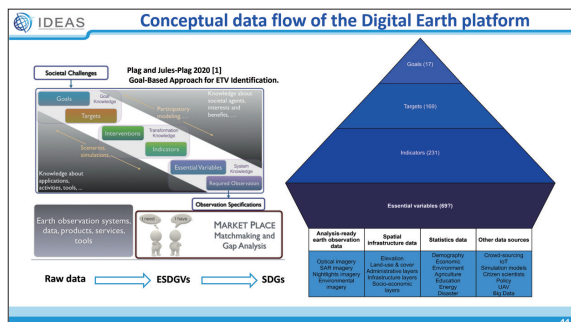 IDEAS
Conceptual data flow of the Digital Earth platform
Societal Challenges
Plag and Jules-Plag 2020 [1]
Goal-Based Approach for ETV Identification.
Goals
Goal
Knowledge
Targets
Participatory
modeling, ...
Knowledge about
societal agents,
interests and
benefits,...
Interventions
Transformation
Knowledge
Indicators
Scenarios,
simulations, ...
Essential Variables
System
Knowledge
Required Observation
Knowledge about
applications,
activities, tools,...
Observation Specifications
Earth observation systems,
data, products, services,
tools
I need
I have
MARKET PLACE
Matchmaking and
Gap Analysis
Raw data
ESDGVs
SDGs
Goals (17)
Targets (169)
Indicators (231)
Essential variables (69?)
Analysis-ready
earth observation
data
Optical imagery
SAR imagery
Nightlights imagery
Environmental
imagery
Spatial
infrastructure data
Elevation
Land-use & cover
Administrative layers
Infrastructure layers
Socio-economic
layers
Statistics data
Demography
Economic
Environment
Agriculture
Education
Energy
Disaster
Other data sources
Crowd-sourcing
IoT
Simulation models
Citizen scientists
Policy
UAV
Big Data